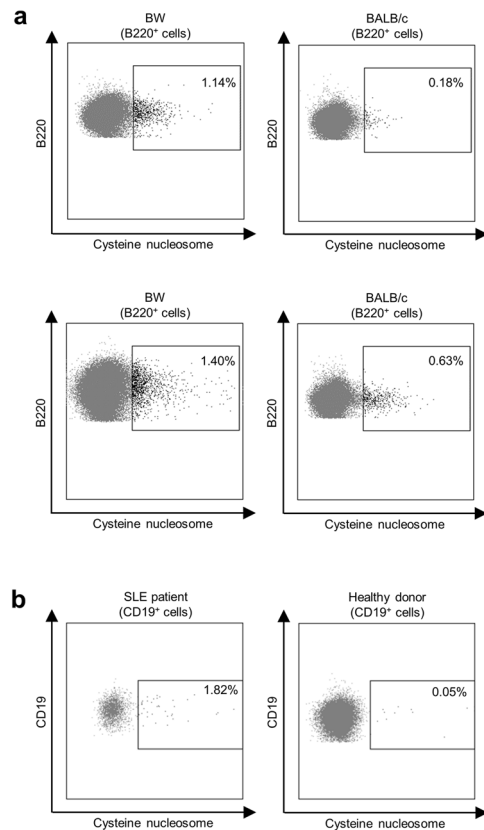 a
BW
(B220⁺ cells)
1.14%
B220
Cysteine nucleosome
BALB/c
(B220⁺ cells)
0.18%
B220
Cysteine nucleosome
BW
(B220⁺ cells)
1.40%
B220
Cysteine nucleosome
BALB/c
(B220⁺ cells)
0.63%
B220
Cysteine nucleosome
b
SLE patient
(CD19⁺ cells)
1.82%
CD19
Cysteine nucleosome
Healthy donor
(CD19⁺ cells)
0.05%
CD19
Cysteine nucleosome